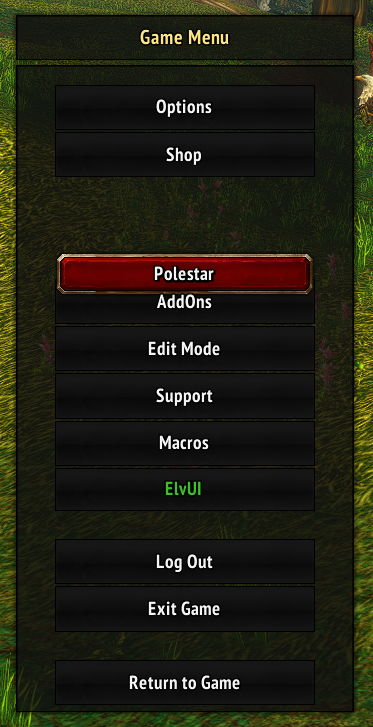 Game Menu
Options
Shop
Polestar
AddOns
Edit Mode
Support
Macros
ElvUI
Log Out
Exit Game
Return to Game